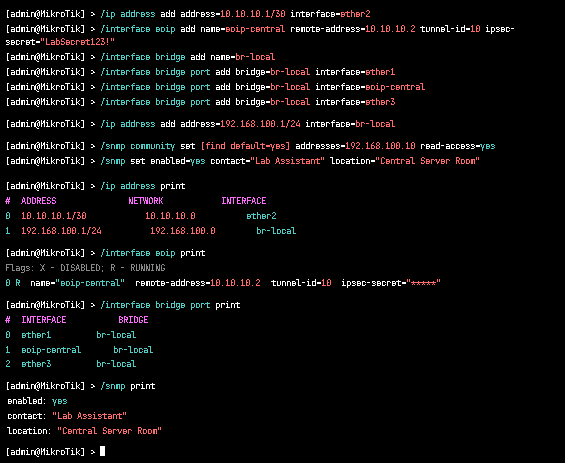 [admin@MikroTik] > /ip address add address=10.10.10.1/30 interface=ether2
[admin@MikroTik] > /interface eoip add name=eoip-central remote-address=10.10.10.2 tunnel-id=10 ipsec-
secret="LabSecret123!"
[admin@MikroTik] > /interface bridge add name=br-local
[admin@MikroTik] > /interface bridge port add bridge=br-local interface=ether1
[admin@MikroTik] > /interface bridge port add bridge=br-local interface=eoip-central
[admin@MikroTik] > /interface bridge port add bridge=br-local interface=ether3
[admin@MikroTik] > /ip address add address=192.168.100.1/24 interface=br-local
[admin@MikroTik] > /snmp community set [find default=yes] addresses=192.168.100.10 read-access=yes
[admin@MikroTik] > /snmp set enabled=yes contact="Lab Assistant" location="Central Server Room"
[admin@MikroTik] > /ip address print
# ADDRESS NETWORK INTERFACE
0 10.10.10.1/30 10.10.10.0 ether2
1 192.168.100.1/24 192.168.100.0 br-local
[admin@MikroTik] > /interface eoip print
Flags: X - DISABLED; R - RUNNING
0 R name="eoip-central" remote-address=10.10.10.2 tunnel-id=10 ipsec-secret="*****"
[admin@MikroTik] > /interface bridge port print
# INTERFACE BRIDGE
0 ether1 br-local
1 eoip-central br-local
2 ether3 br-local
[admin@MikroTik] > /snmp print
enabled: yes
contact: "Lab Assistant"
location: "Central Server Room"
[admin@MikroTik] >